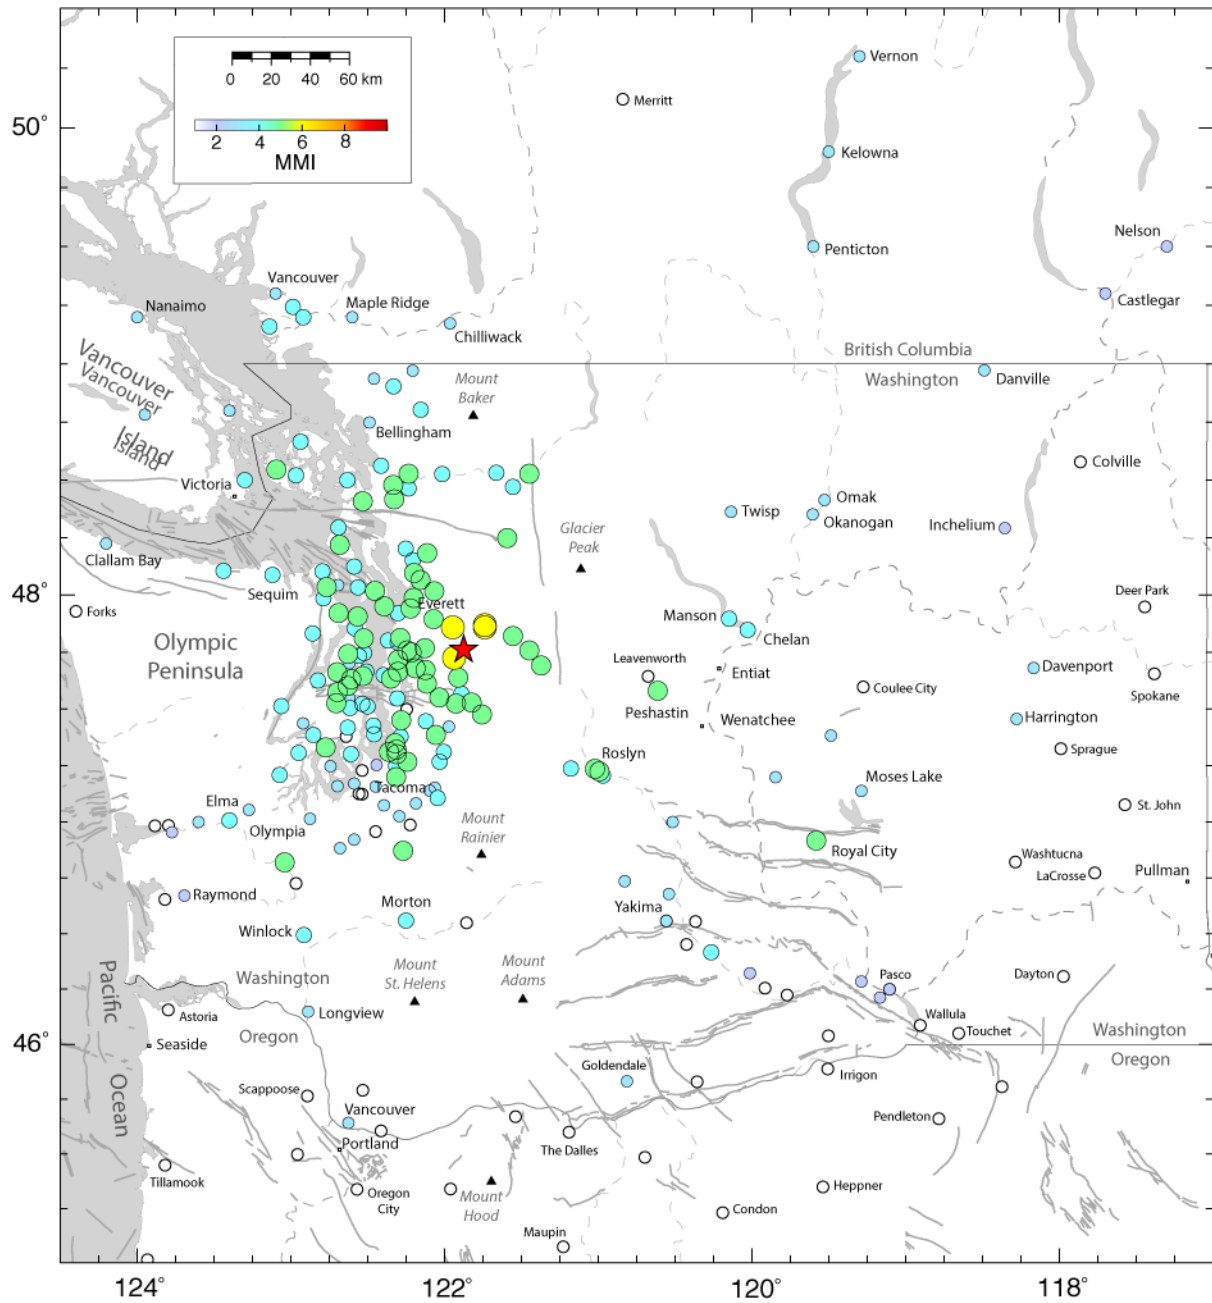 50°
48°
46°
124°
122°
120°
118°
0 20 40 60 km
2 4 6 8
MMI
Vernon
Merritt
Kelowna
Penticton
Nelson
Castlegar
Vancouver
Nanaimo
Maple Ridge
Chilliwack
British Columbia
Washington
Danville
Vancouver
Vancouver
Island
Island
Mount
Baker
Bellingham
Colville
Victoria
Omak
Okanogan
Twisp
Inchelium
Glacier
Peak
Clallam Bay
Sequim
Forks
Everett
Deer Park
Manson
Chelan
Olympic
Peninsula
Leavenworth
Entiat
Davenport
Spokane
Coulee City
Peshastin
Wenatchee
Harrington
Sprague
Roslyn
Moses Lake
Tacoma
Elma
Olympia
Mount
Rainier
St. John
Royal City
Washtucna
LaCrosse
Pullman
Raymond
Morton
Yakima
Winlock
Washington
Mount
St. Helens
Mount
Adams
Pasco
Dayton
Pacific
Ocean
Astoria
Longview
Oregon
Seaside
Wallula
Touchet
Washington
Oregon
Goldendale
Irrigon
Scappoose
Vancouver
Portland
The Dalles
Pendleton
Tillamook
Oregon
City
Mount
Hood
Heppner
Condon
Maupin